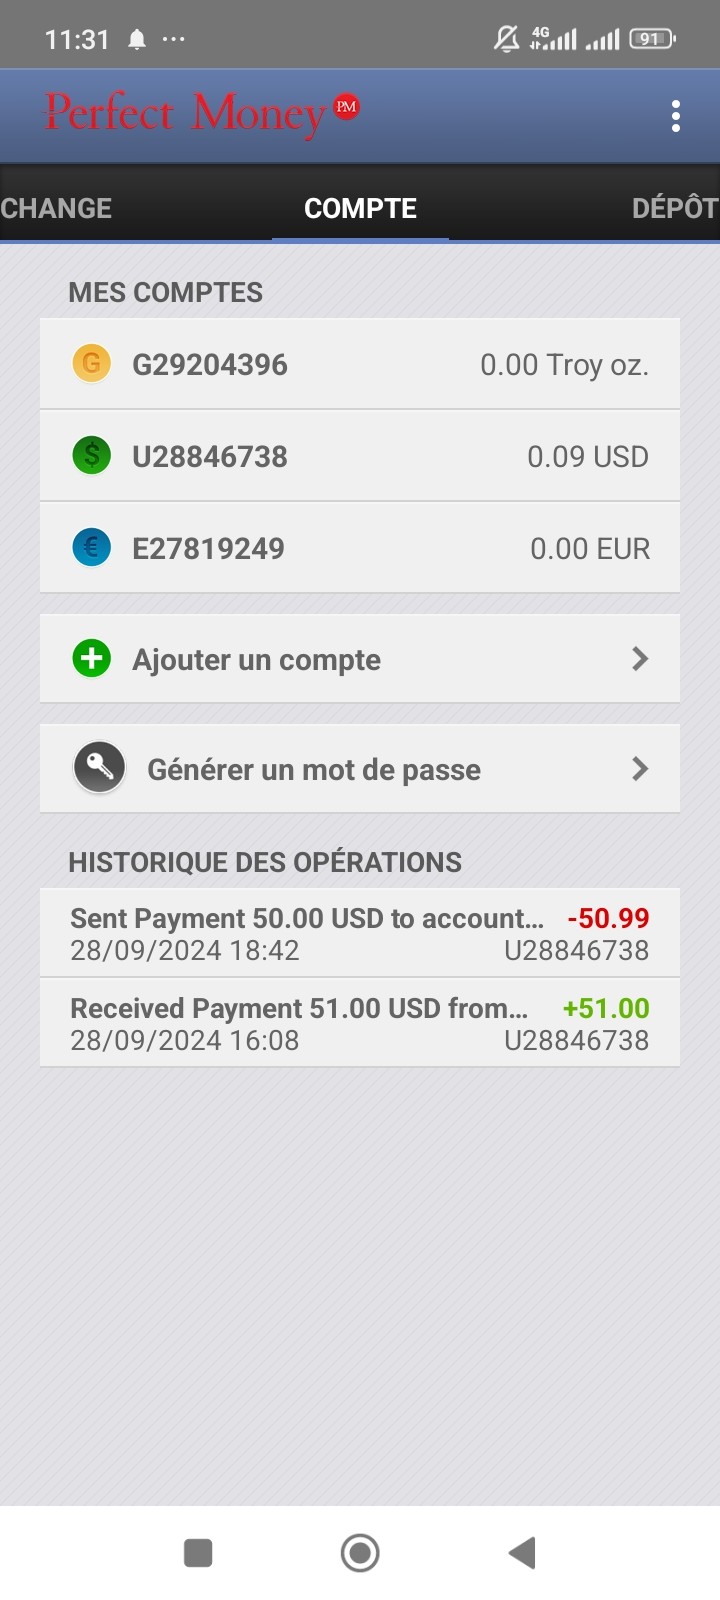 11:31
4G
91
Perfect Money PM
CHANGE COMPTE DÉPÔT
MES COMPTES
G G29204396 0.00 Troy oz.
$ U28846738 0.09 USD
€ E27819249 0.00 EUR
Ajouter un compte
Générer un mot de passe
HISTORIQUE DES OPÉRATIONS
Sent Payment 50.00 USD to account... -50.99
28/09/2024 18:42 U28846738
Received Payment 51.00 USD from... +51.00
28/09/2024 16:08 U28846738